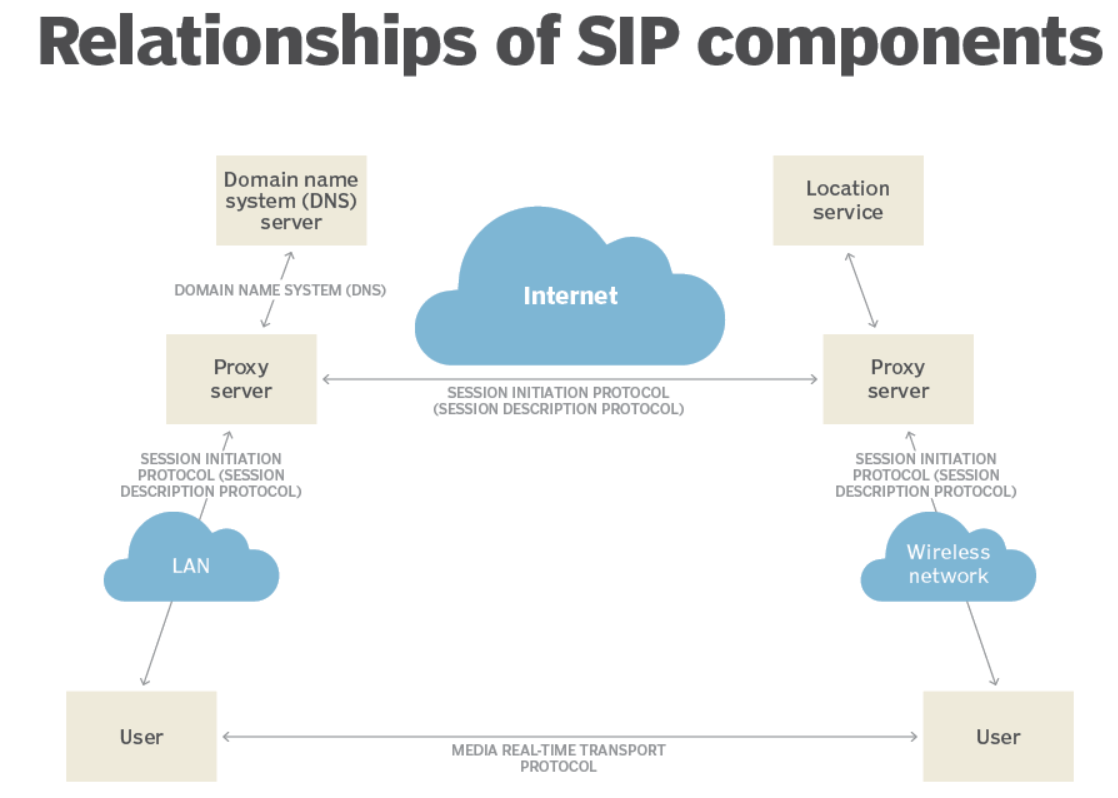 Relationships of SIP components
Domain name
system (DNS)
server
Location
service
Internet
DOMAIN NAME SYSTEM (DNS)
Proxy
server
Proxy
server
SESSION INITIATION PROTOCOL
(SESSION DESCRIPTION PROTOCOL)
SESSION INITIATION
PROTOCOL (SESSION
DESCRIPTION PROTOCOL)
SESSION INITIATION
PROTOCOL (SESSION
DESCRIPTION PROTOCOL)
LAN
Wireless
network
User
User
MEDIA REAL-TIME TRANSPORT
PROTOCOL